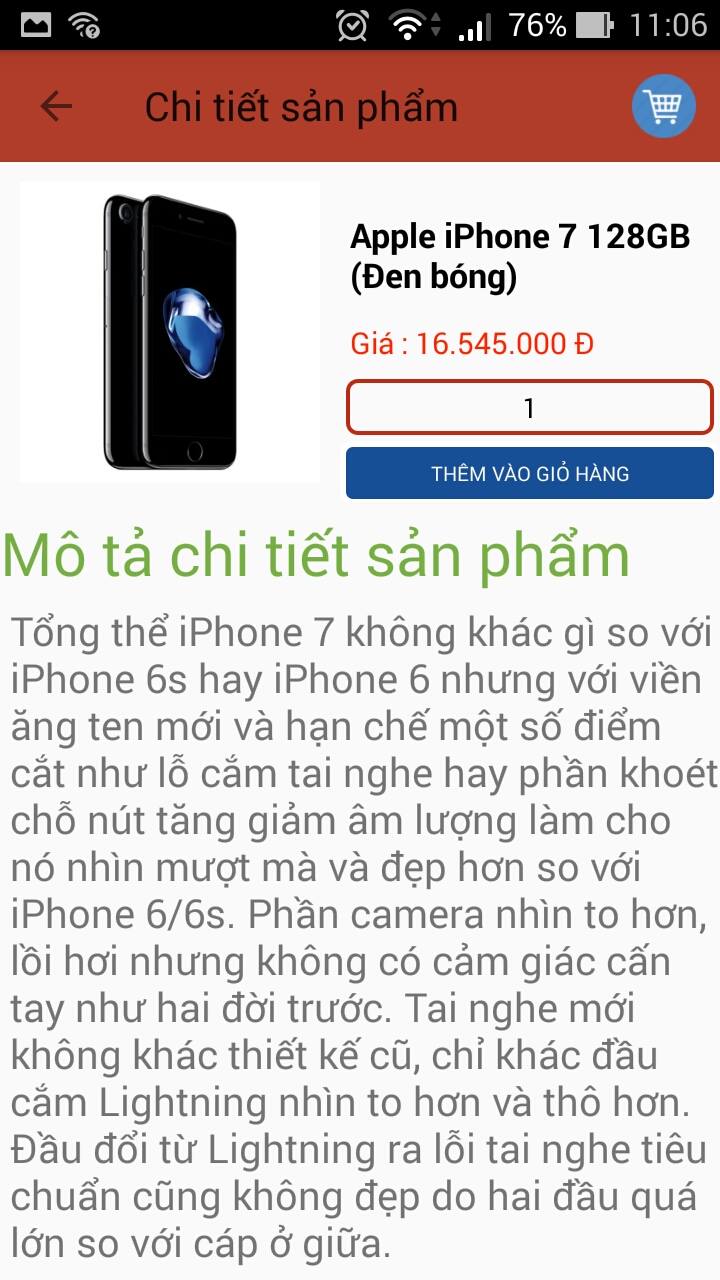 76% 11:06
Chi tiết sản phẩm
Apple iPhone 7 128GB
(Đen bóng)
Giá : 16.545.000 Đ
1
THÊM VÀO GIỎ HÀNG
Mô tả chi tiết sản phẩm
Tổng thể iPhone 7 không khác gì so với
iPhone 6s hay iPhone 6 nhưng với viền
ăng ten mới và hạn chế một số điểm
cắt như lỗ cắm tai nghe hay phần khoét
chỗ nút tăng giảm âm lượng làm cho
nó nhìn mượt mà và đẹp hơn so với
iPhone 6/6s. Phần camera nhìn to hơn,
lồi hơi nhưng không có cảm giác cấn
tay như hai đời trước. Tai nghe mới
không khác thiết kế cũ, chỉ khác đầu
cắm Lightning nhìn to hơn và thô hơn.
Đầu đổi từ Lightning ra lỗi tai nghe tiêu
chuẩn cũng không đẹp do hai đầu quá
lớn so với cáp ở giữa.